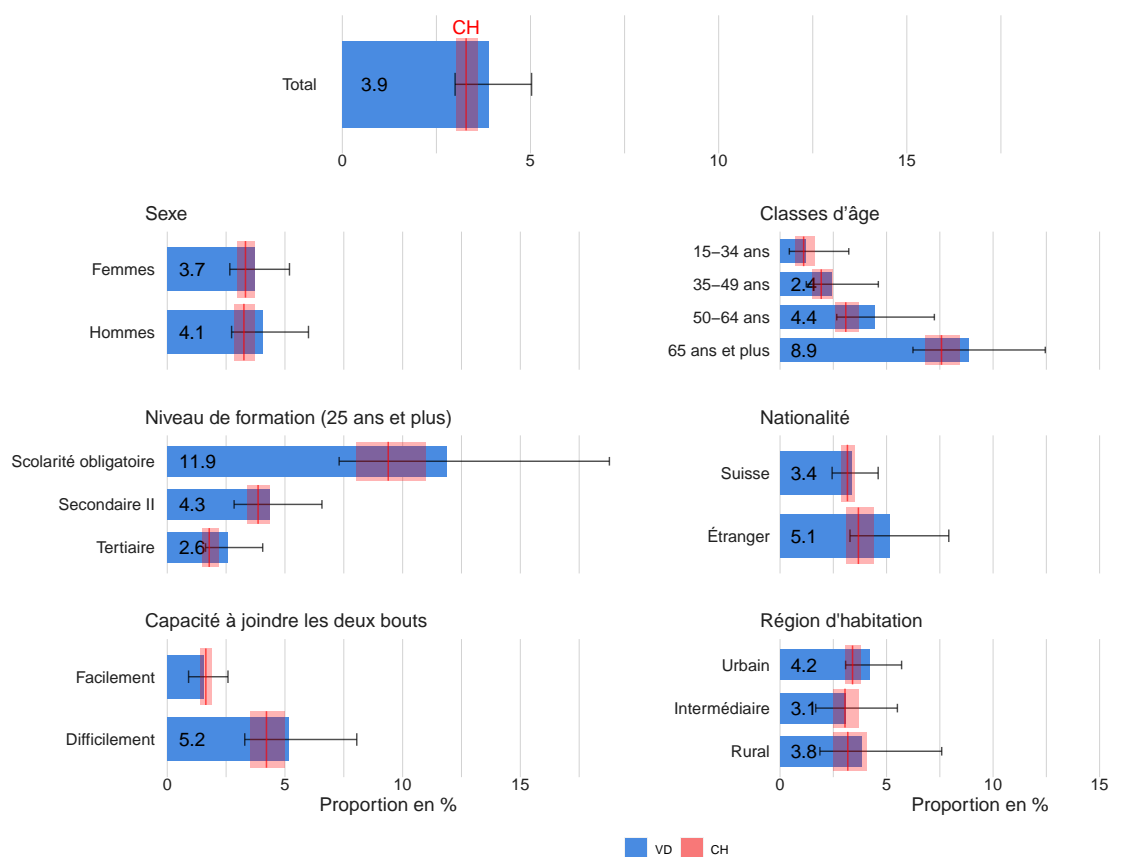 CH
Total 3.9
0 5 10 15
Sexe
Femmes 3.7
Hommes 4.1
Classes d'âge
15–34 ans
35–49 ans 2.4
50–64 ans 4.4
65 ans et plus 8.9
Niveau de formation (25 ans et plus)
Scolarité obligatoire 11.9
Secondaire II 4.3
Tertiaire 2.6
Nationalité
Suisse 3.4
Étranger 5.1
Capacité à joindre les deux bouts
Facilement
Difficilement 5.2
0 5 10 15
Proportion en %
Région d'habitation
Urbain 4.2
Intermédiaire 3.1
Rural 3.8
0 5 10 15
Proportion en %
VD CH